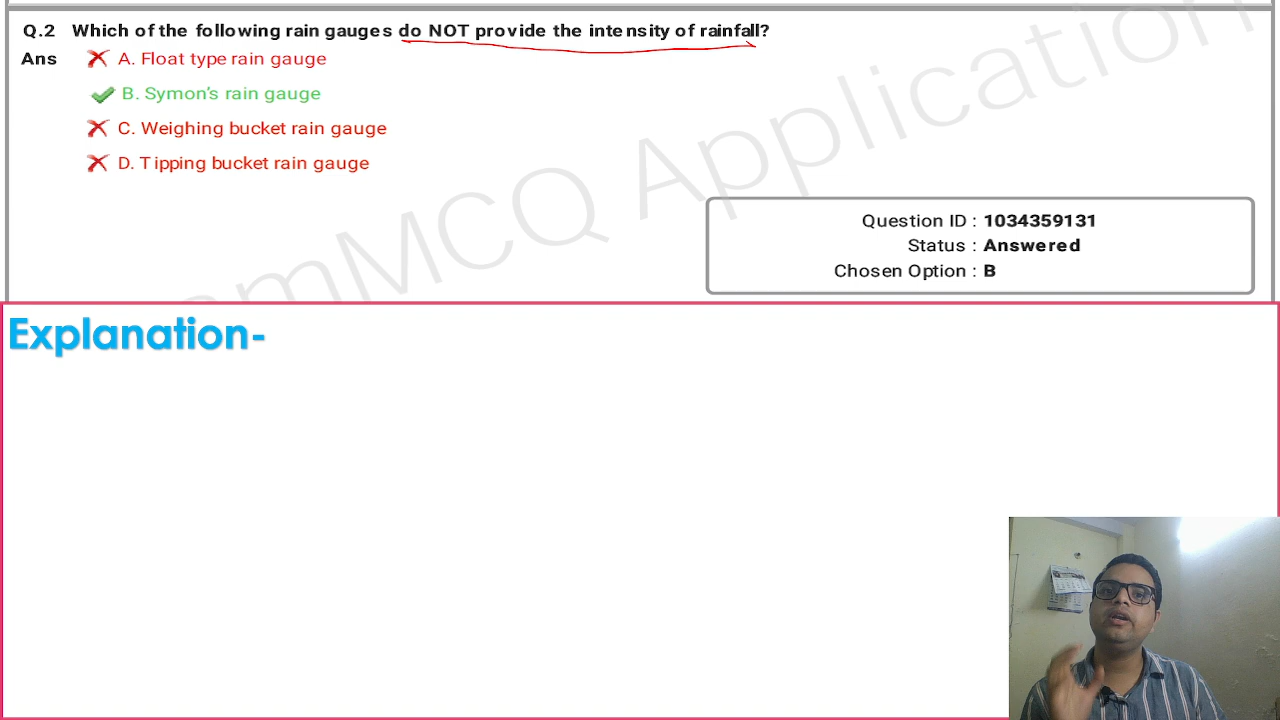 Q.2 Which of the following rain gauges do NOT provide the intensity of rainfall?
Ans A. Float type rain gauge
B. Symon's rain gauge
C. Weighing bucket rain gauge
D. Tipping bucket rain gauge
amMCQ Application
Question ID : 1034359131
Status : Answered
Chosen Option : B
Explanation-